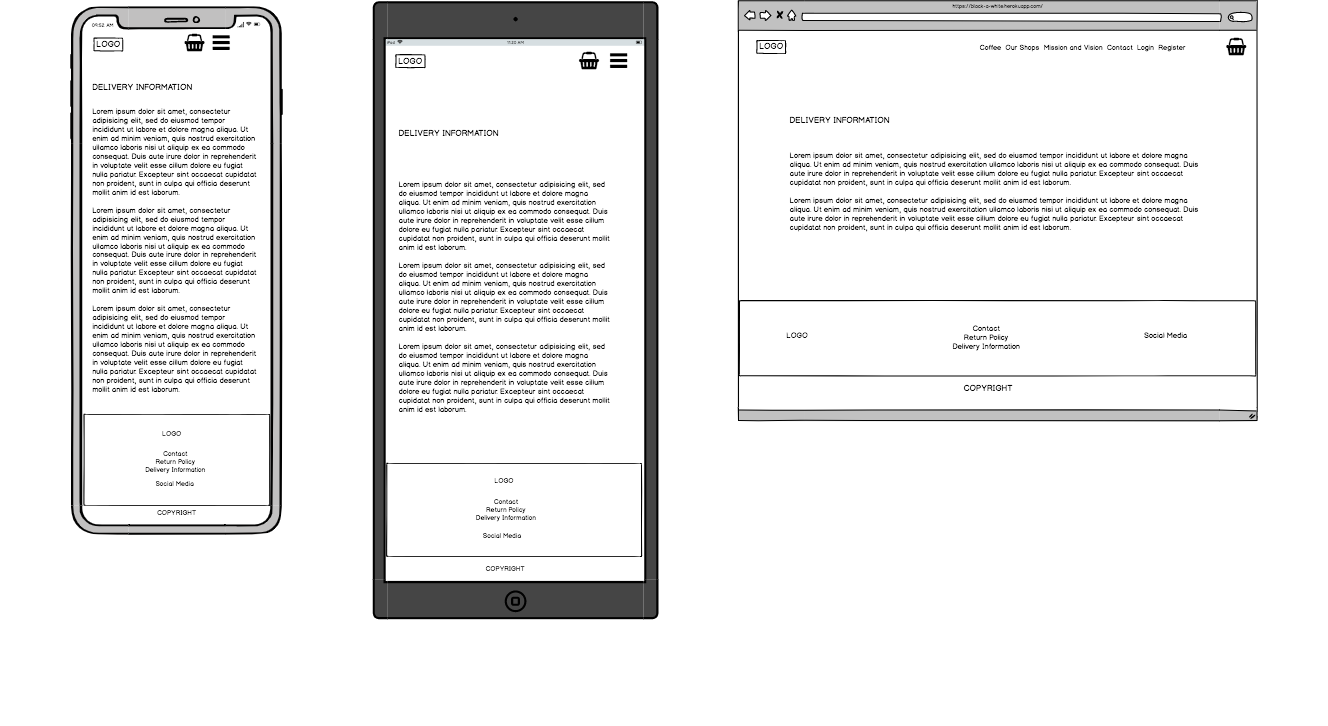 09:52 AM
LOGO
DELIVERY INFORMATION
Lorem ipsum dolor sit amet, consectetur
adipisicing elit, sed do eiusmod tempor
incididunt ut labore et dolore magna aliqua. Ut
enim ad minim veniam, quis nostrud exercitation
ullamco laboris nisi ut aliquip ex ea commodo
consequat. Duis aute irure dolor in reprehenderit
in voluptate velit esse cillum dolore eu fugiat
nulla pariatur. Excepteur sint occaecat cupidatat
non proident, sunt in culpa qui officia deserunt
mollit anim id est laborum.
Lorem ipsum dolor sit amet, consectetur
adipisicing elit, sed do eiusmod tempor
incididunt ut labore et dolore magna aliqua. Ut
enim ad minim veniam, quis nostrud exercitation
ullamco laboris nisi ut aliquip ex ea commodo
consequat. Duis aute irure dolor in reprehenderit
in voluptate velit esse cillum dolore eu fugiat
nulla pariatur. Excepteur sint occaecat cupidatat
non proident, sunt in culpa qui officia deserunt
mollit anim id est laborum.
Lorem ipsum dolor sit amet, consectetur
adipisicing elit, sed do eiusmod tempor
incididunt ut labore et dolore magna aliqua. Ut
enim ad minim veniam, quis nostrud exercitation
ullamco laboris nisi ut aliquip ex ea commodo
consequat. Duis aute irure dolor in reprehenderit
in voluptate velit esse cillum dolore eu fugiat
nulla pariatur. Excepteur sint occaecat cupidatat
non proident, sunt in culpa qui officia deserunt
mollit anim id est laborum.
LOGO
Contact
Return Policy
Delivery Information
Social Media
COPYRIGHT
iPad
11:20 AM
LOGO
DELIVERY INFORMATION
Lorem ipsum dolor sit amet, consectetur adipisicing elit, sed
do eiusmod tempor incididunt ut labore et dolore magna
aliqua. Ut enim ad minim veniam, quis nostrud exercitation
ullamco laboris nisi ut aliquip ex ea commodo consequat. Duis
aute irure dolor in reprehenderit in voluptate velit esse cillum
dolore eu fugiat nulla pariatur. Excepteur sint occaecat
cupidatat non proident, sunt in culpa qui officia deserunt mollit
anim id est laborum.
Lorem ipsum dolor sit amet, consectetur adipisicing elit, sed
do eiusmod tempor incididunt ut labore et dolore magna
aliqua. Ut enim ad minim veniam, quis nostrud exercitation
ullamco laboris nisi ut aliquip ex ea commodo consequat. Duis
aute irure dolor in reprehenderit in voluptate velit esse cillum
dolore eu fugiat nulla pariatur. Excepteur sint occaecat
cupidatat non proident, sunt in culpa qui officia deserunt mollit
anim id est laborum.
Lorem ipsum dolor sit amet, consectetur adipisicing elit, sed
do eiusmod tempor incididunt ut labore et dolore magna
aliqua. Ut enim ad minim veniam, quis nostrud exercitation
ullamco laboris nisi ut aliquip ex ea commodo consequat. Duis
aute irure dolor in reprehenderit in voluptate velit esse cillum
dolore eu fugiat nulla pariatur. Excepteur sint occaecat
cupidatat non proident, sunt in culpa qui officia deserunt mollit
anim id est laborum.
LOGO
Contact
Return Policy
Delivery Information
Social Media
COPYRIGHT
https://black-o-white.herokuapp.com/
LOGO
Coffee Our Shops Mission and Vision Contact Login Register
DELIVERY INFORMATION
Lorem ipsum dolor sit amet, consectetur adipisicing elit, sed do eiusmod tempor incididunt ut labore et dolore magna
aliqua. Ut enim ad minim veniam, quis nostrud exercitation ullamco laboris nisi ut aliquip ex ea commodo consequat. Duis
aute irure dolor in reprehenderit in voluptate velit esse cillum dolore eu fugiat nulla pariatur. Excepteur sint occaecat
cupidatat non proident, sunt in culpa qui officia deserunt mollit anim id est laborum.
Lorem ipsum dolor sit amet, consectetur adipisicing elit, sed do eiusmod tempor incididunt ut labore et dolore magna
aliqua. Ut enim ad minim veniam, quis nostrud exercitation ullamco laboris nisi ut aliquip ex ea commodo consequat. Duis
aute irure dolor in reprehenderit in voluptate velit esse cillum dolore eu fugiat nulla pariatur. Excepteur sint occaecat
cupidatat non proident, sunt in culpa qui officia deserunt mollit anim id est laborum.
LOGO
Contact
Return Policy
Delivery Information
Social Media
COPYRIGHT